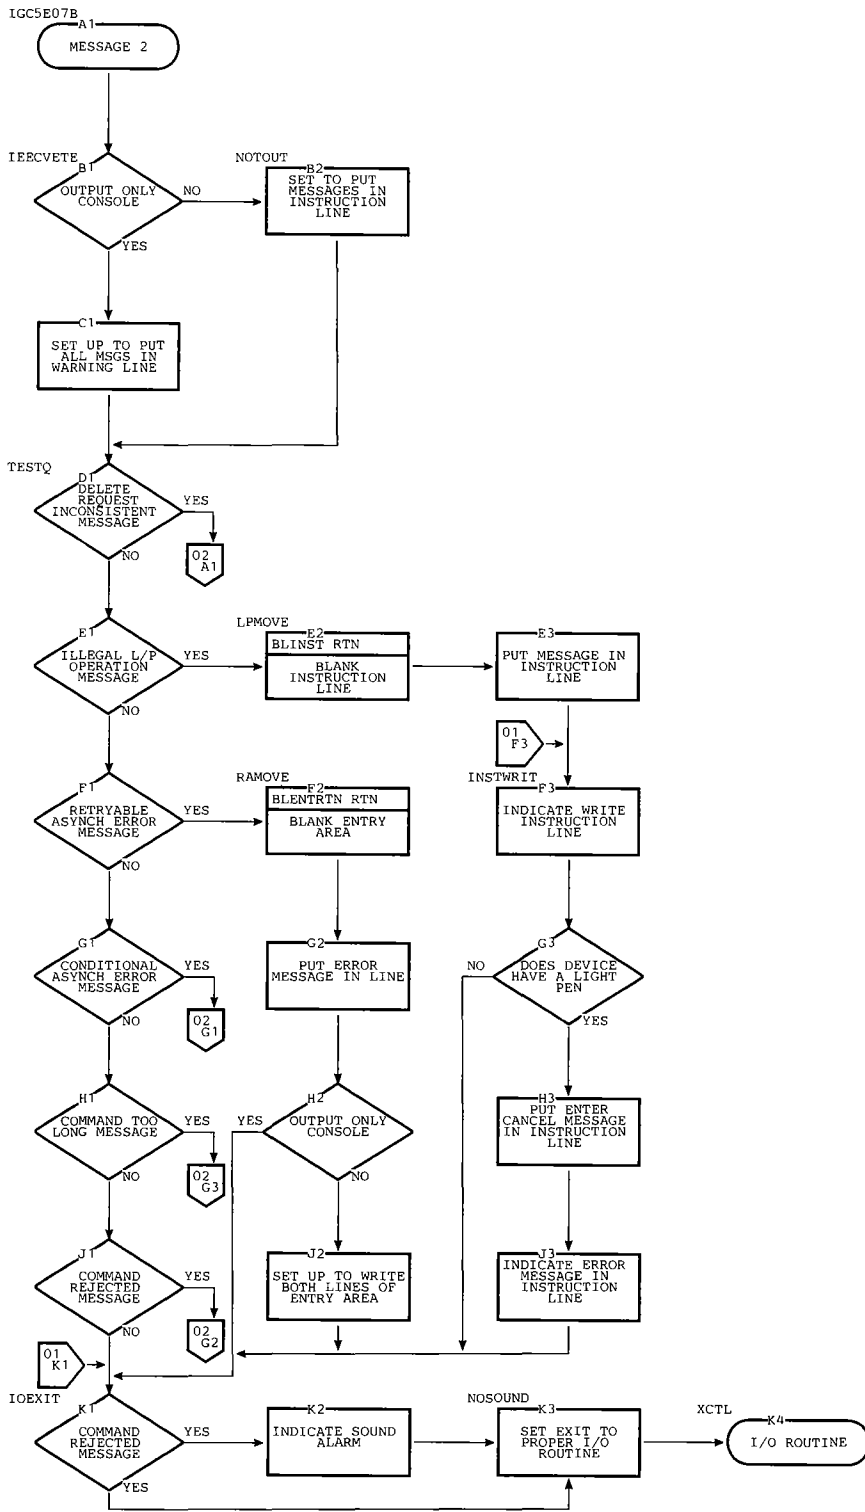 IGC5E07B
A1
MESSAGE 2
IEECVETE
B1
OUTPUT ONLY
CONSOLE
NO
YES
NOTOUT
B2
SET TO PUT
MESSAGES IN
INSTRUCTION
LINE
C1
SET UP TO PUT
ALL MSGS IN
WARNING LINE
TESTQ
D1
DELETE
REQUEST
INCONSISTENT
MESSAGE
YES
02
A1
NO
E1
ILLEGAL L/P
OPERATION
MESSAGE
YES
NO
LPMOVE
E2
BLINST RTN
BLANK
INSTRUCTION
LINE
E3
PUT MESSAGE IN
INSTRUCTION
LINE
01
F3
F1
RETRYABLE
ASYNCH ERROR
MESSAGE
YES
NO
RAMOVE
F2
BLENTRTN RTN
BLANK ENTRY
AREA
INSTWRIT
F3
INDICATE WRITE
INSTRUCTION
LINE
G1
CONDITIONAL
ASYNCH ERROR
MESSAGE
YES
02
G1
NO
G2
PUT ERROR
MESSAGE IN LINE
G3
DOES DEVICE
HAVE A LIGHT
PEN
NO
YES
H1
COMMAND TOO
LONG MESSAGE
YES
02
G3
NO
H2
OUTPUT ONLY
CONSOLE
YES
NO
H3
PUT ENTER
CANCEL MESSAGE
IN INSTRUCTION
LINE
J1
COMMAND
REJECTED
MESSAGE
YES
02
G2
NO
J2
SET UP TO WRITE
BOTH LINES OF
ENTRY AREA
J3
INDICATE ERROR
MESSAGE IN
INSTRUCTION
LINE
01
K1
IOEXIT
K1
COMMAND
REJECTED
MESSAGE
YES
YES
K2
INDICATE SOUND
ALARM
NOSOUND
K3
SET EXIT TO
PROPER I/O
ROUTINE
XCTL
K4
I/O ROUTINE